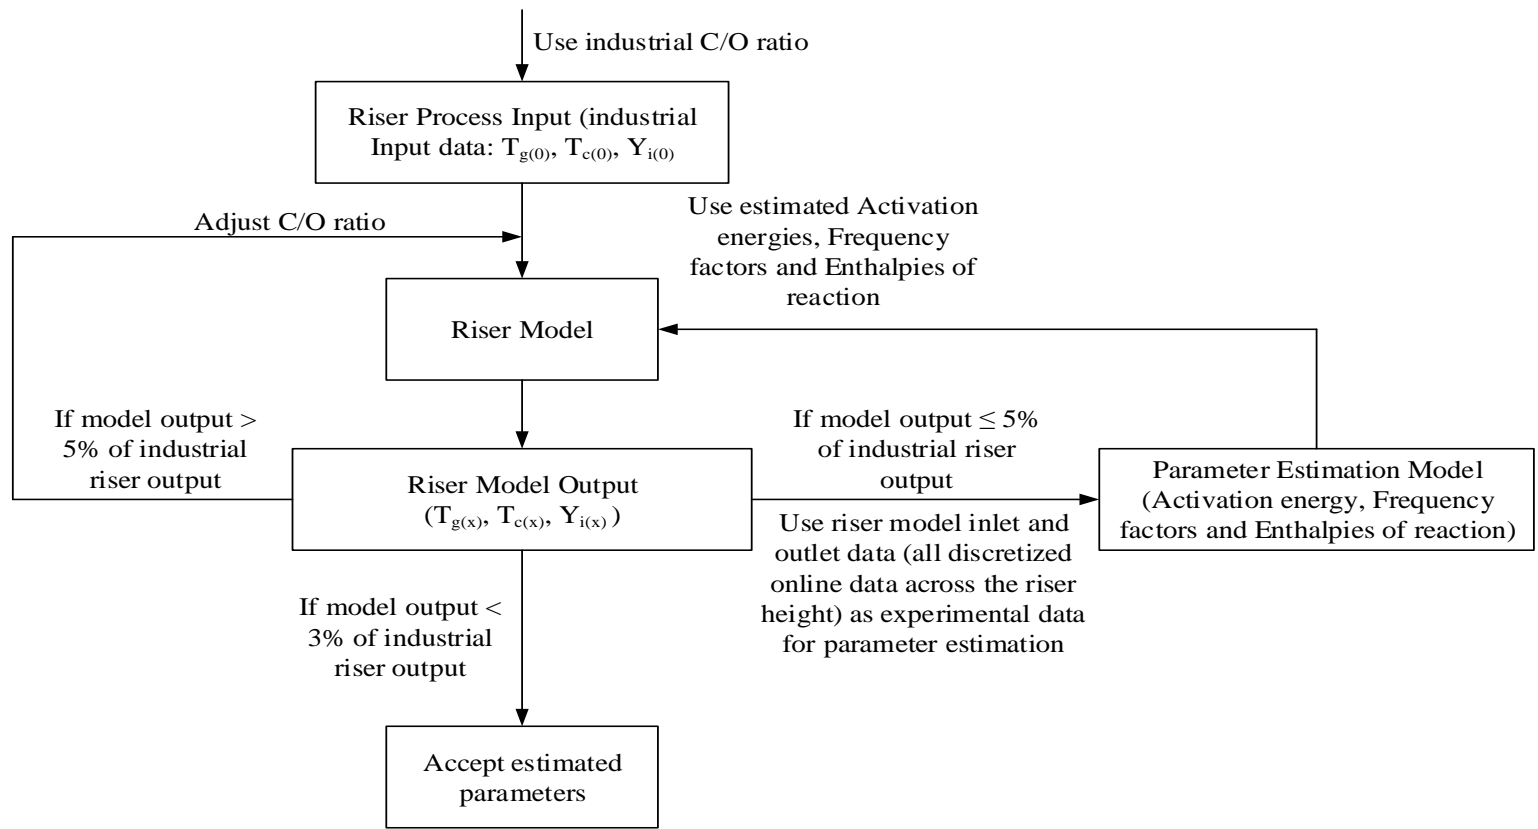 Use industrial C/O ratio
Riser Process Input (industrial
Input data: Tg(0), Tc(0), Yi(0)
Adjust C/O ratio
Use estimated Activation
energies, Frequency
factors and Enthalpies of
reaction
Riser Model
If model output >
5% of industrial
riser output
If model output ≤ 5%
of industrial riser
output
Riser Model Output
(Tg(x), Tc(x), Yi(x) )
Parameter Estimation Model
(Activation energy, Frequency
factors and Enthalpies of reaction)
Use riser model inlet and
outlet data (all discretized
online data across the riser
height) as experimental data
for parameter estimation
If model output <
3% of industrial
riser output
Accept estimated
parameters